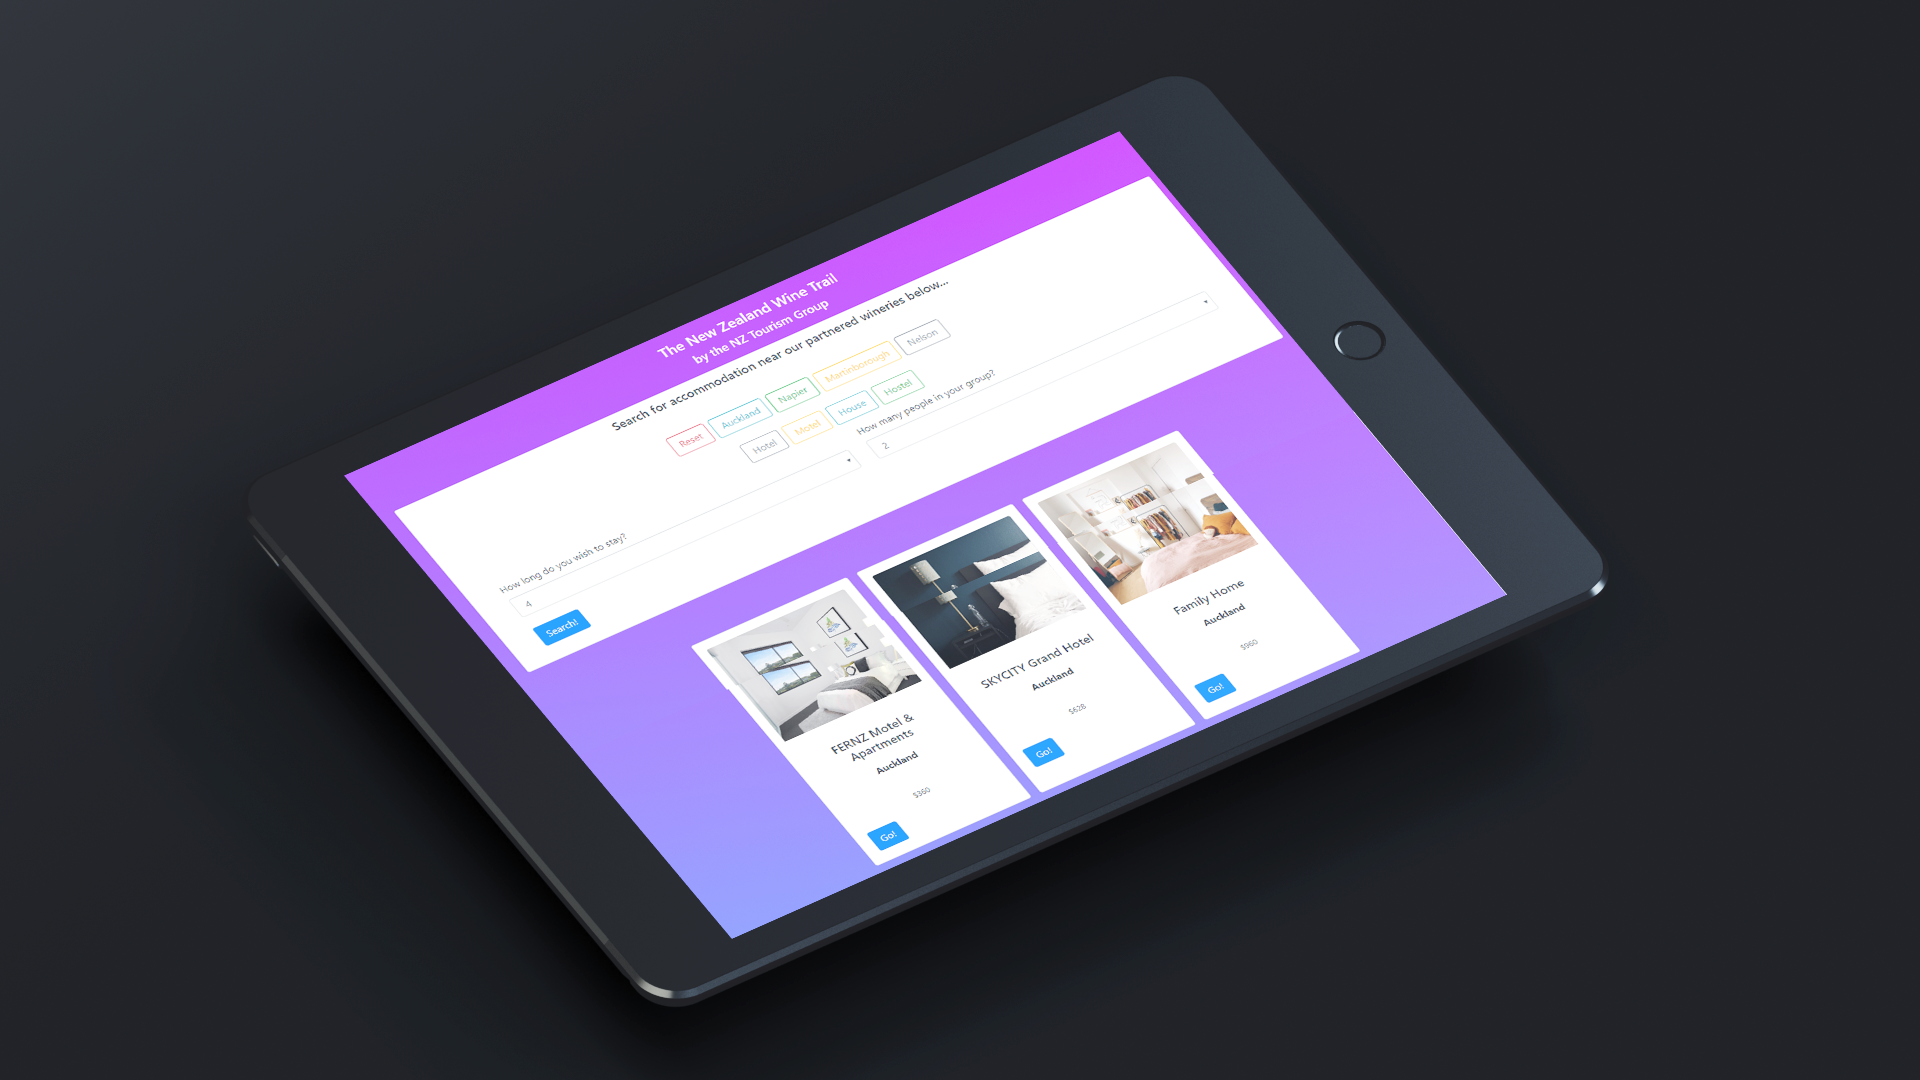 The New Zealand Wine Trail
by the NZ Tourism Group
Search for accommodation near our partnered wineries below...
Reset
Auckland
Napier
Martinborough
Nelson
Hotel
Motel
House
Hostel
How long do you wish to stay?
4
How many people in your group?
2
Search!
FERNZ Motel &
Apartments
Auckland
$360
Go!
SKYCITY Grand Hotel
Auckland
$628
Go!
Family Home
Auckland
$960
Go!